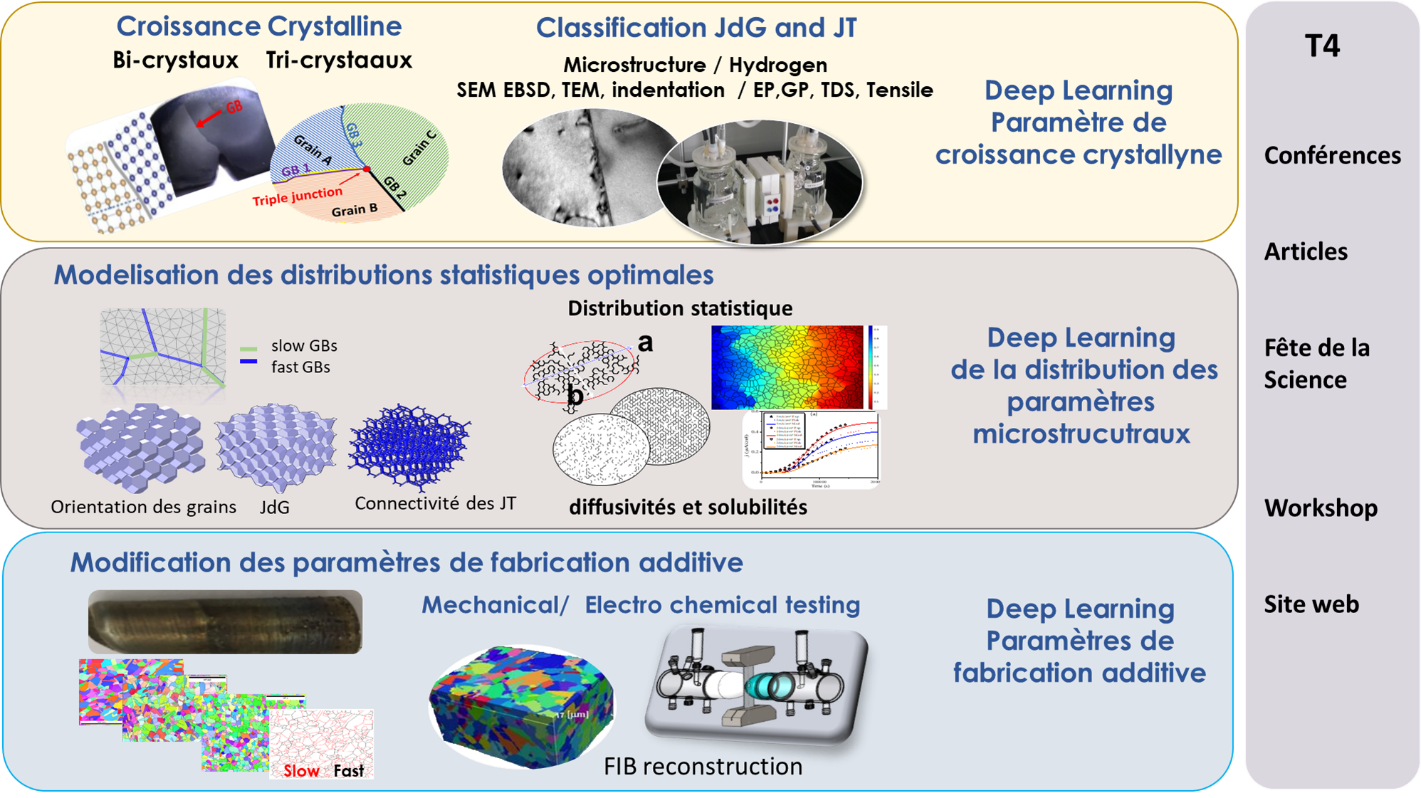 Croissance Crystalline
Bi-crystaux Tri-crystaaux
GB
Grain A
GB 3
Grain C
GB 1
GB 2
Triple junction
Grain B
Classification JdG and JT
Microstructure / Hydrogen
SEM EBSD, TEM, indentation / EP,GP, TDS, Tensile
Deep Learning
Paramètre de
croissance crystallyne
Modelisation des distributions statistiques optimales
slow GBs
fast GBs
Orientation des grains
JdG
Connectivité des JT
Distribution statistique
a
b
diffusivités et solubilités
Time (s)
Deep Learning
de la distribution des
paramètres
microstrucutraux
Modification des paramètres de fabrication additive
Slow Fast
Mechanical/ Electro chemical testing
17 [µm]
FIB reconstruction
Deep Learning
Paramètres de
fabrication additive
T4
Conférences
Articles
Fête de la
Science
Workshop
Site web